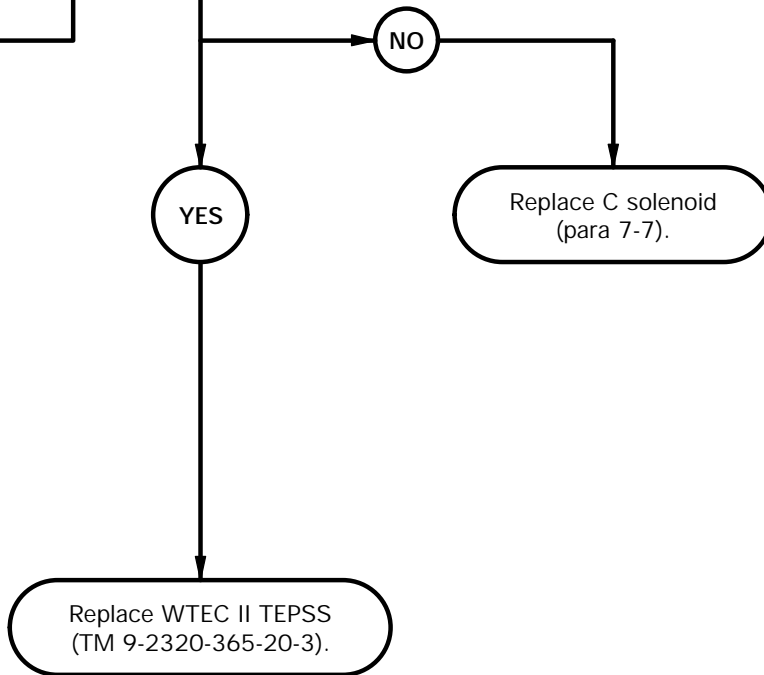 NO
YES
Replace C solenoid
(para 7-7).
Replace WTEC II TEPSS
(TM 9-2320-365-20-3).